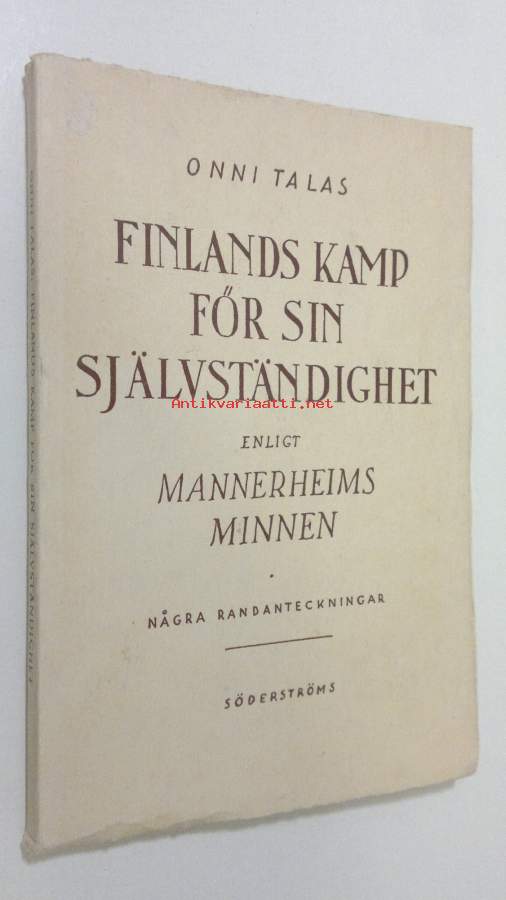 ONNI TALAS
FINLANDS KAMP
FÖR SIN
SJÄLVSTÄNDIGHET
Antikvariaatti.net
ENLIGT
MANNERHEIMS
MINNEN
.
NÅGRA RANDANTECKNINGAR
SÖDERSTRÖMS
ONNI TALAS: FINLANDS KAMP FÖR SIN SJÄLVSTÄNDIGHET